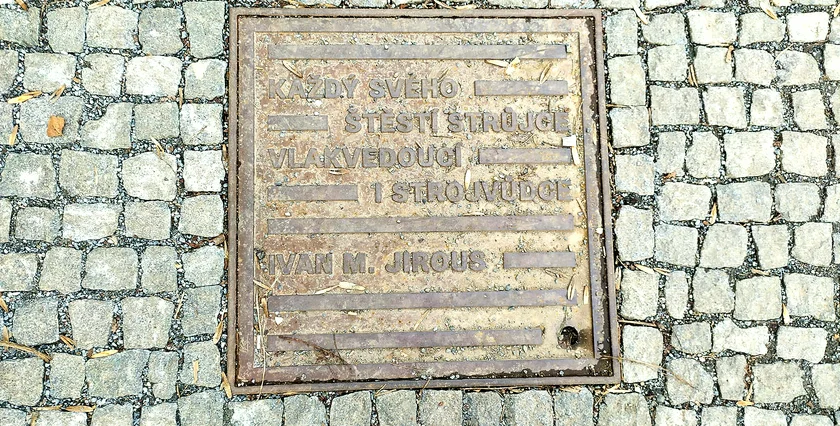 KAŽDÝ SVÉHO
ŠTĚSTÍ STRŮJCE
VLAKVEDOUCÍ
I STROJVŮDCE
IVAN M. JIROUS